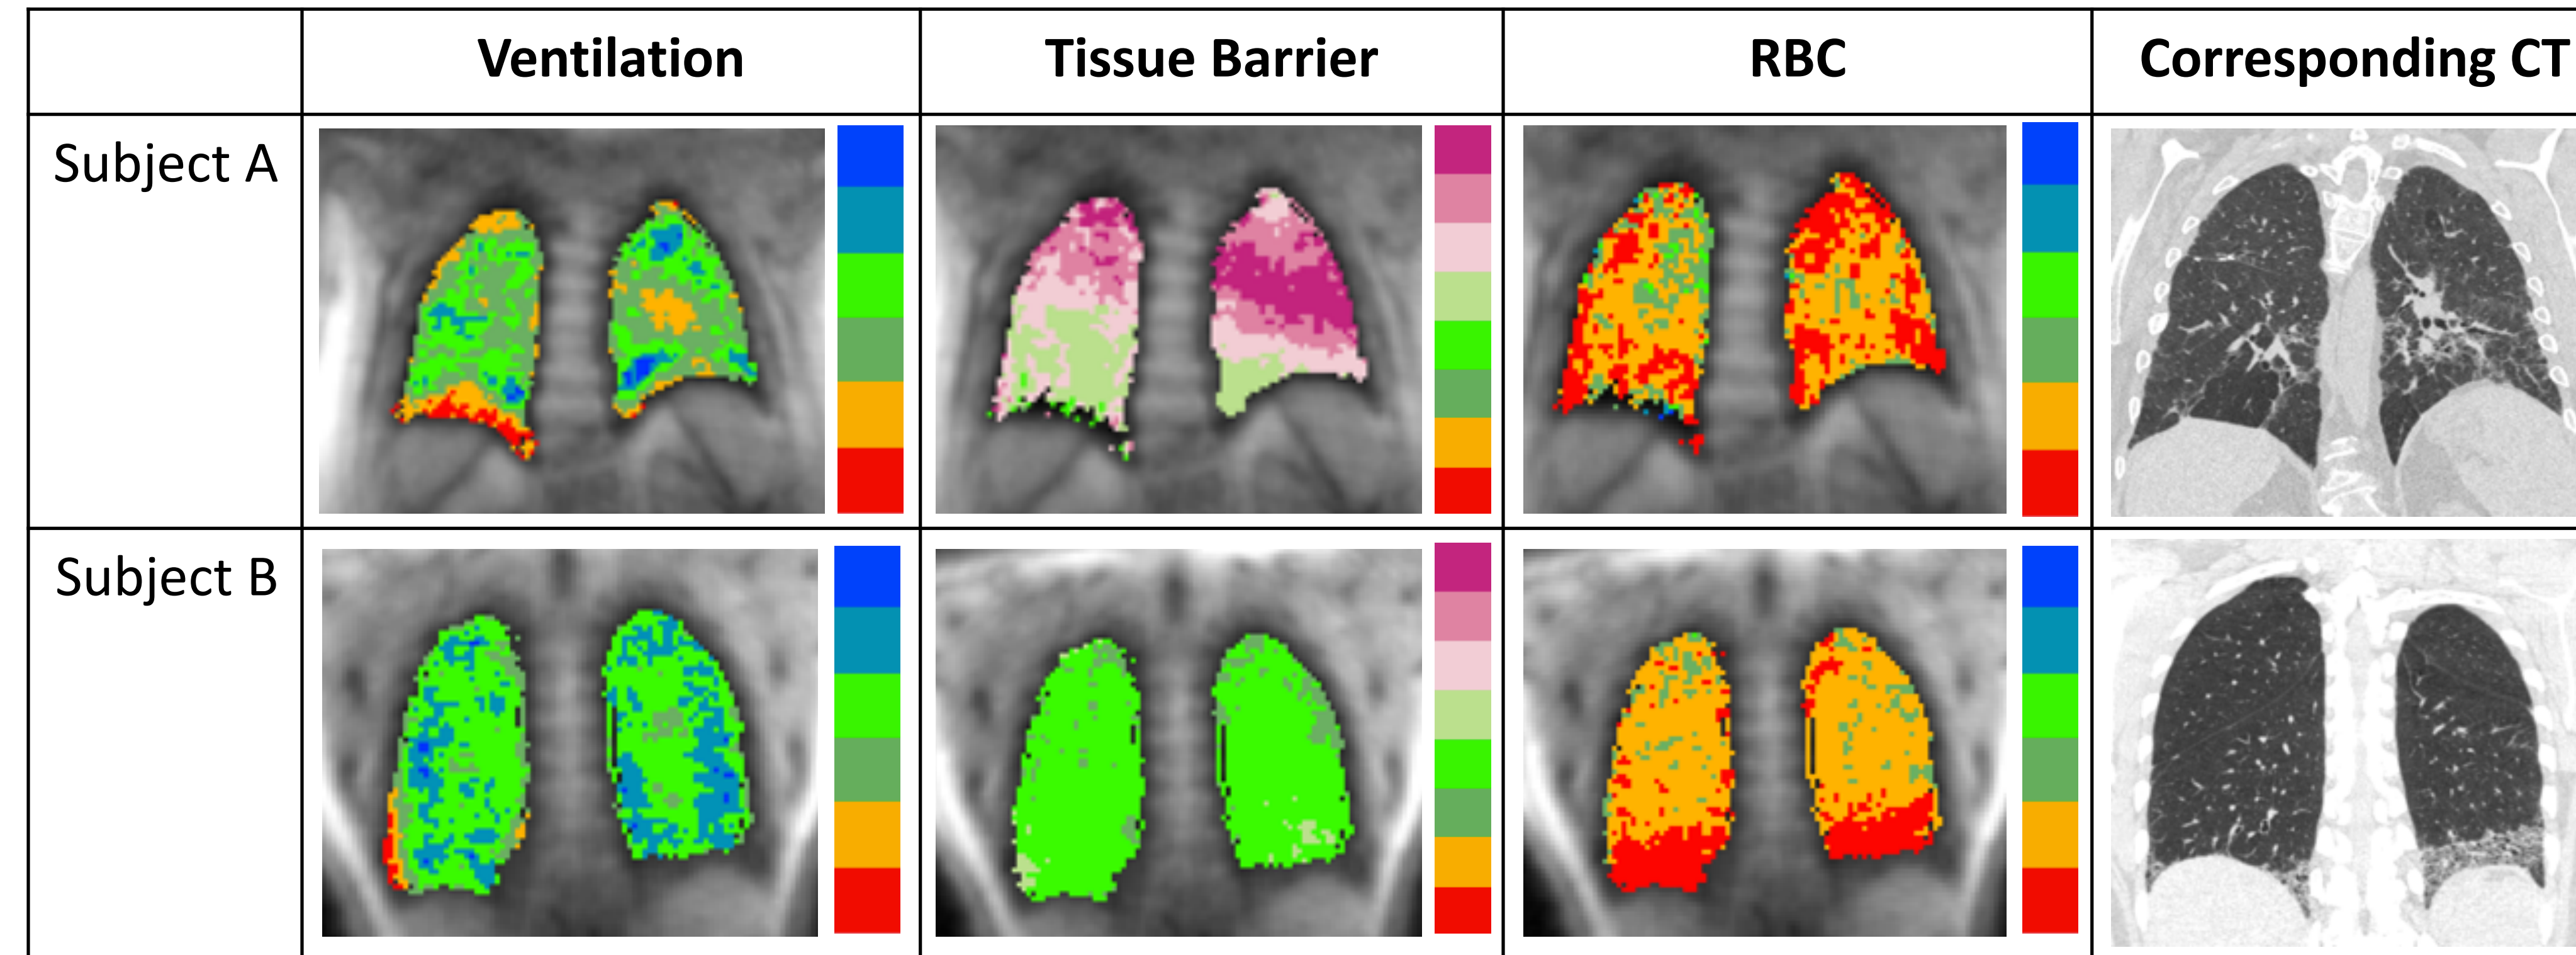 Ventilation
Tissue Barrier
RBC
Corresponding CT
Subject A
Subject B